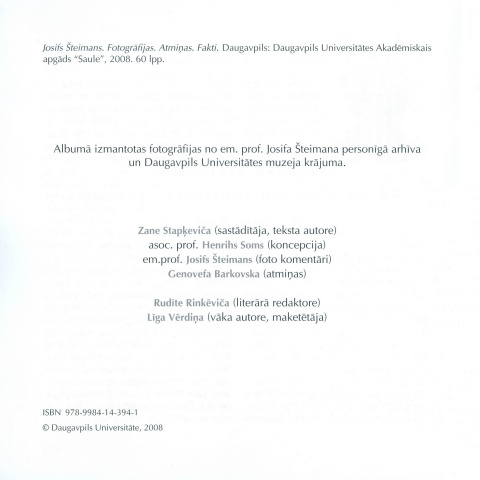 Josifs Šteimans. Fotogrāfijas. Atmiņas. Fakti. Daugavpils: Daugavpils Universitātes Akadēmiskais
apgāds “Saule”, 2008. 60 lpp.
Albumā izmantotas fotogrāfijas no em. prof. Josifa Šteimana personīgā arhīva
un Daugavpils Universitātes muzeja krājuma.
Zane Stapķeviča (sastādītāja, teksta autore)
asoc. prof. Henrihs Soms (koncepcija)
em.prof. Josifs Šteimans (foto komentāri)
Genovefa Barkovska (atmiņas)
Rudīte Rinkēviča (literārā redaktore)
Līga Vērdiņa (vāka autore, maketētāja)
ISBN 978-9984-14-394-1
© Daugavpils Universitāte, 2008